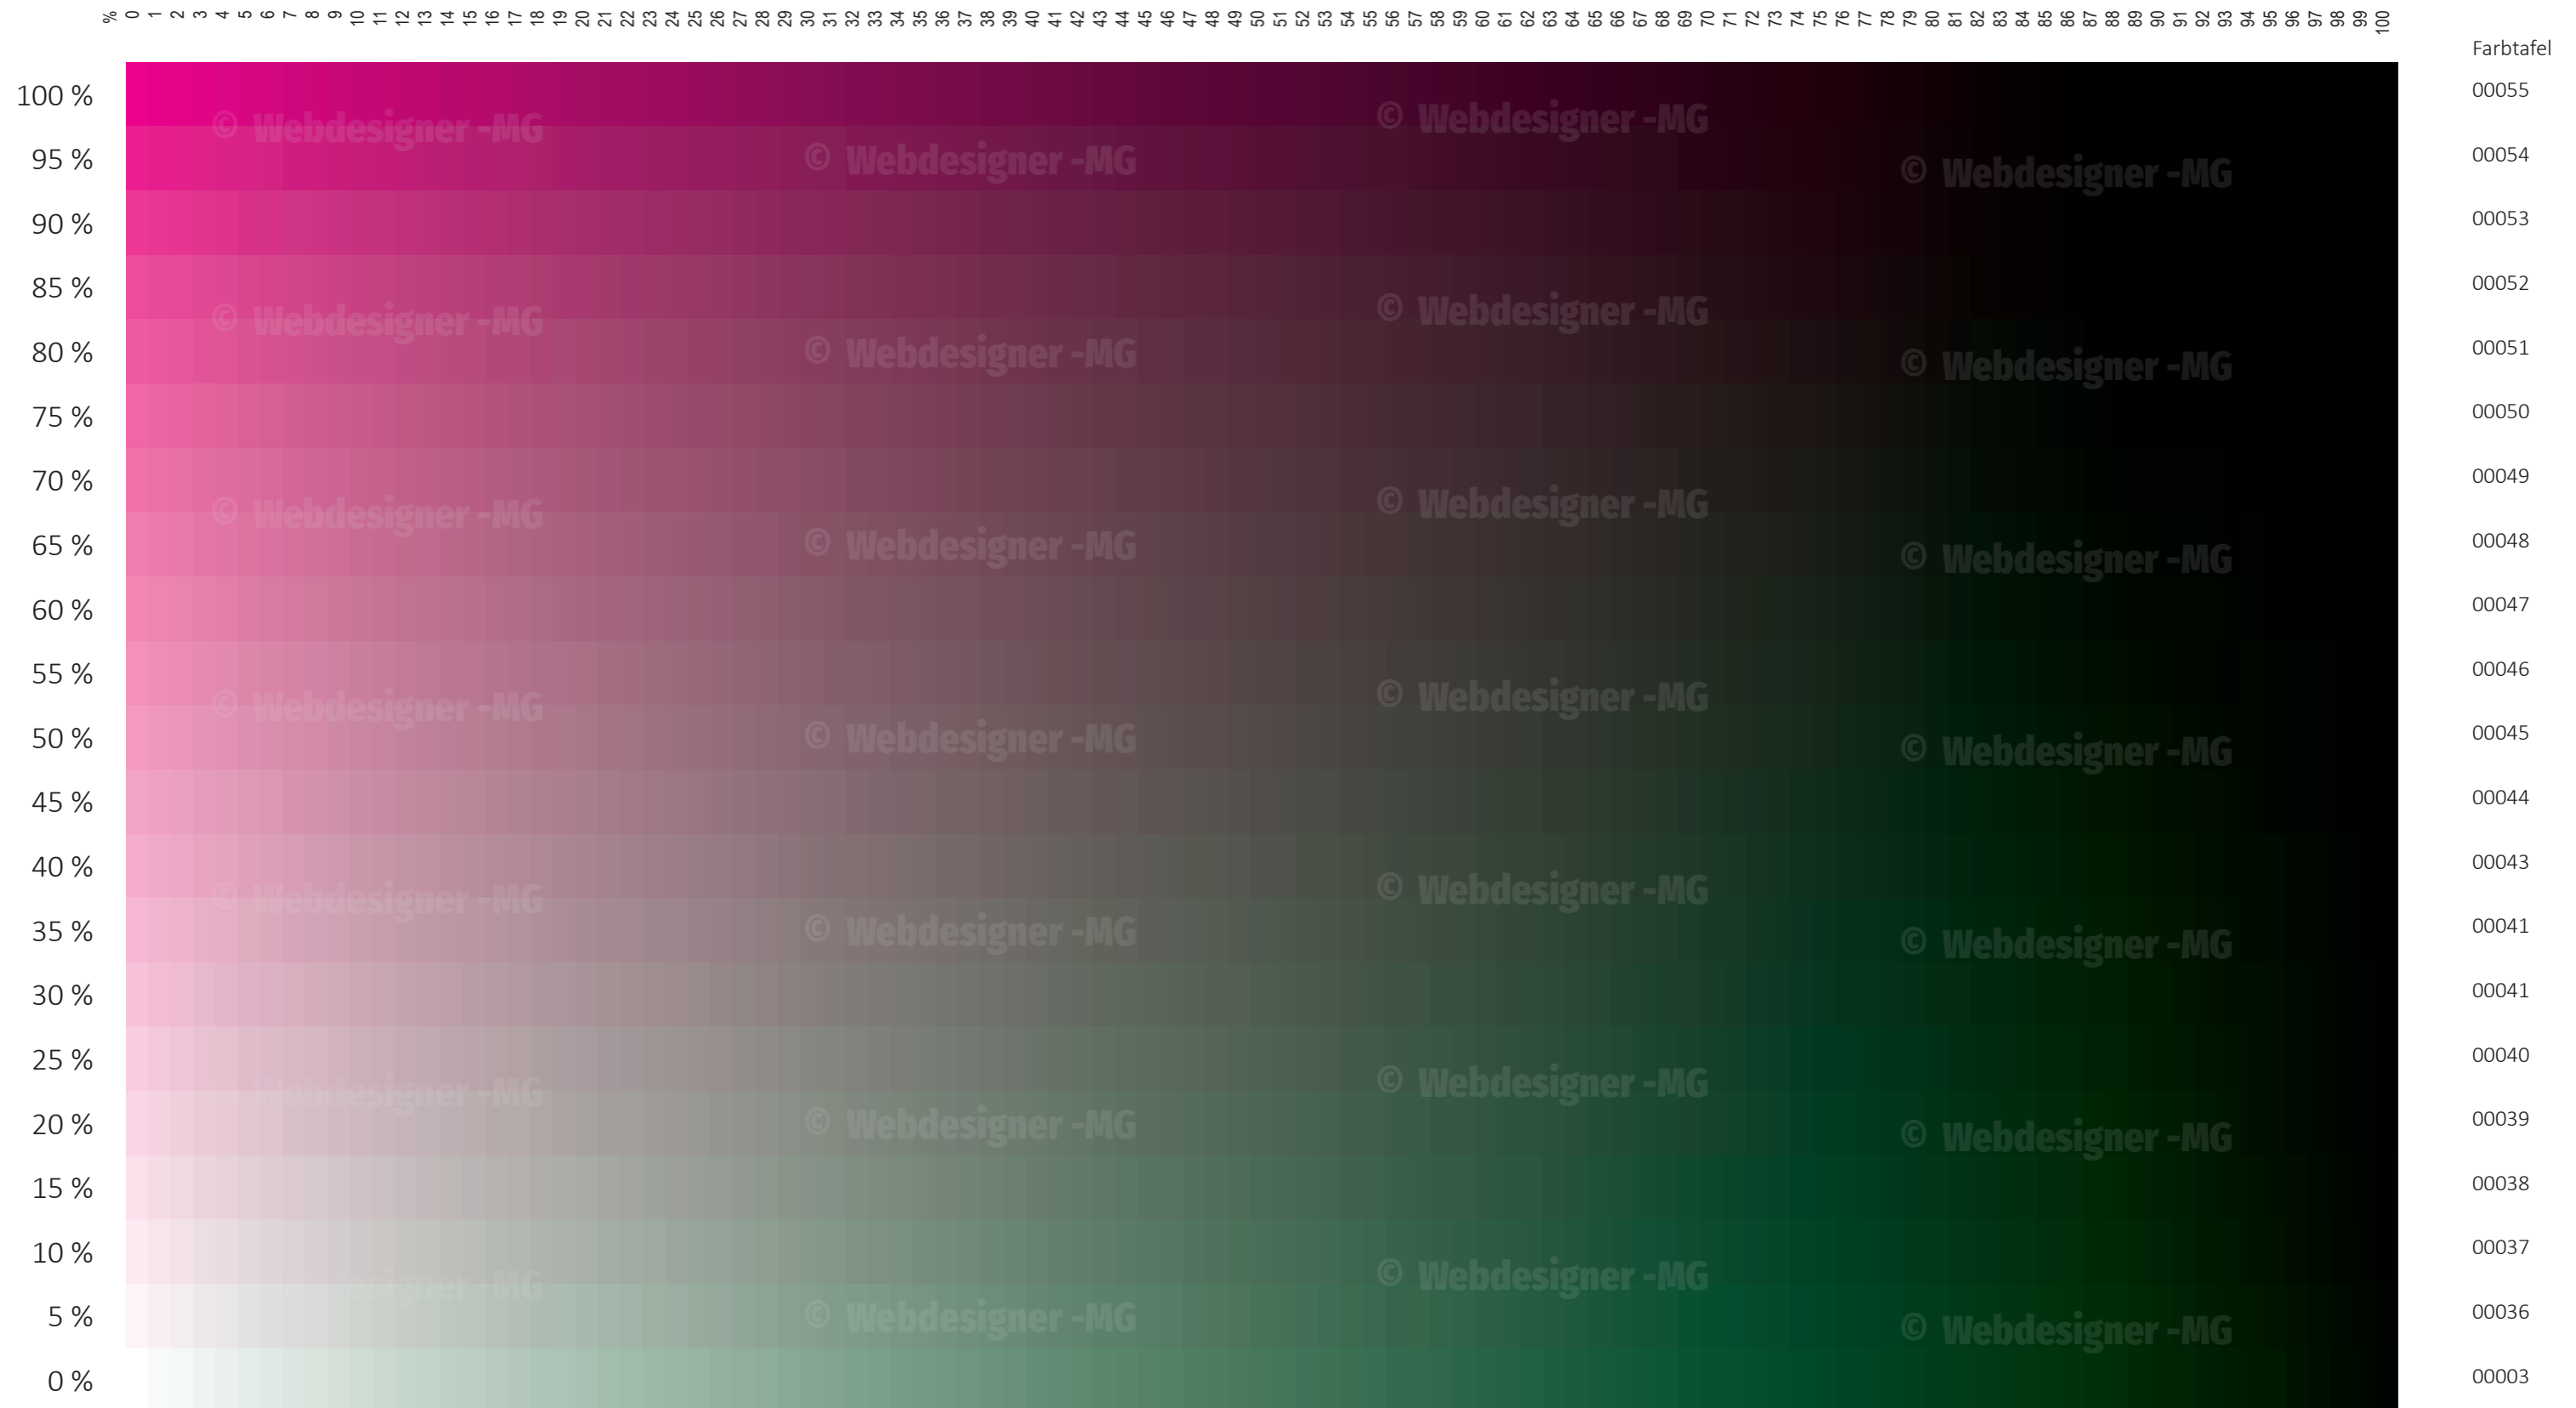 % 0 1 2 3 4 5 6 7 8 9 10 11 12 13 14 15 16 17 18 19 20 21 22 23 24 25 26 27 28 29 30 31 32 33 34 35 36 37 38 39 40 41 42 43 44 45 46 47 48 49 50 51 52 53 54 55 56 57 58 59 60 61 62 63 64 65 66 67 68 69 70 71 72 73 74 75 76 77 78 79 80 81 82 83 84 85 86 87 88 89 90 91 92 93 94 95 96 97 98 99 100
Farbtafel
100 % 00055
© Webdesigner -MG © Webdesigner -MG
95 % © Webdesigner -MG © Webdesigner -MG 00054
90 % 00053
85 % 00052
© Webdesigner -MG © Webdesigner -MG
80 % © Webdesigner -MG © Webdesigner -MG 00051
75 % 00050
70 % 00049
© Webdesigner -MG © Webdesigner -MG
65 % © Webdesigner -MG © Webdesigner -MG 00048
60 % 00047
55 % 00046
© Webdesigner -MG © Webdesigner -MG
50 % © Webdesigner -MG © Webdesigner -MG 00045
45 % 00044
40 % 00043
© Webdesigner -MG © Webdesigner -MG
35 % © Webdesigner -MG © Webdesigner -MG 00041
30 % 00041
25 % 00040
© Webdesigner -MG © Webdesigner -MG
20 % © Webdesigner -MG © Webdesigner -MG 00039
15 % 00038
10 % 00037
Webdesigner -MG © Webdesigner -MG
5 % © Webdesigner -MG © Webdesigner -MG 00036
0 % 00003